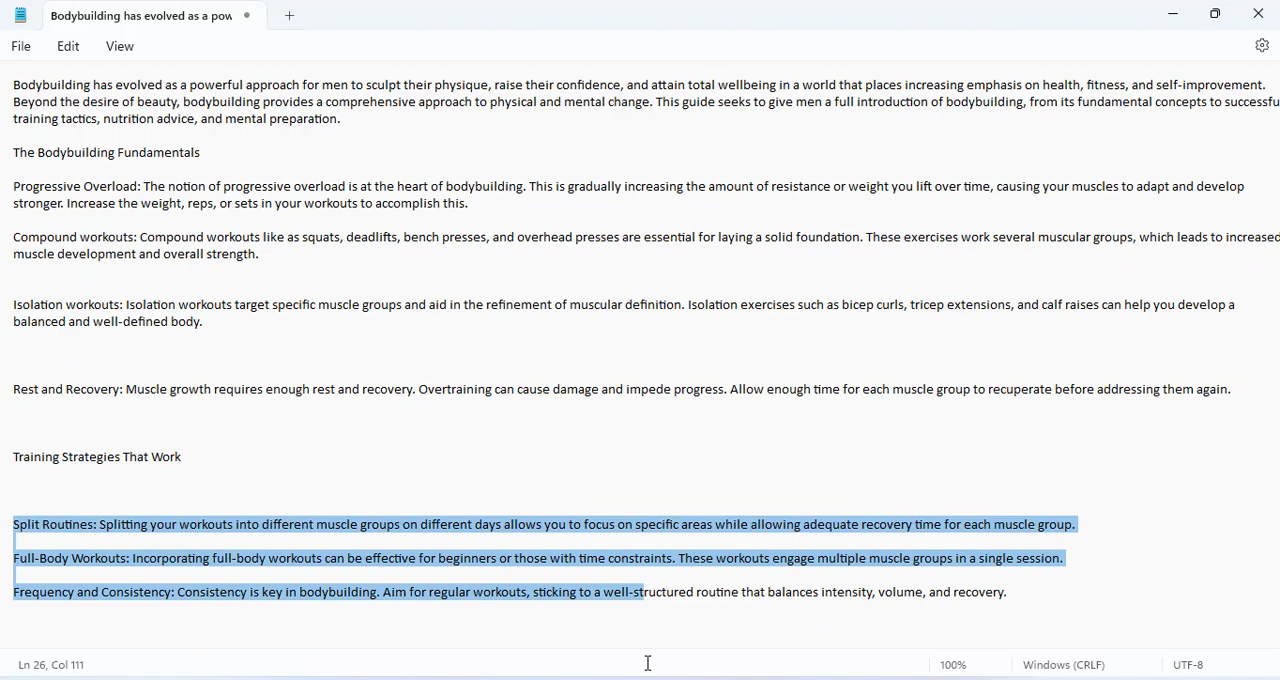 Bodybuilding has evolved as a pow
File Edit View
Bodybuilding has evolved as a powerful approach for men to sculpt their physique, raise their confidence, and attain total wellbeing in a world that places increasing emphasis on health, fitness, and self-improvement.
Beyond the desire of beauty, bodybuilding provides a comprehensive approach to physical and mental change. This guide seeks to give men a full introduction of bodybuilding, from its fundamental concepts to successfu
training tactics, nutrition advice, and mental preparation.
The Bodybuilding Fundamentals
Progressive Overload: The notion of progressive overload is at the heart of bodybuilding. This is gradually increasing the amount of resistance or weight you lift over time, causing your muscles to adapt and develop
stronger. Increase the weight, reps, or sets in your workouts to accomplish this.
Compound workouts: Compound workouts like as squats, deadlifts, bench presses, and overhead presses are essential for laying a solid foundation. These exercises work several muscular groups, which leads to increased
muscle development and overall strength.
Isolation workouts: Isolation workouts target specific muscle groups and aid in the refinement of muscular definition. Isolation exercises such as bicep curls, tricep extensions, and calf raises can help you develop a
balanced and well-defined body.
Rest and Recovery: Muscle growth requires enough rest and recovery. Overtraining can cause damage and impede progress. Allow enough time for each muscle group to recuperate before addressing them again.
Training Strategies That Work
Split Routines: Splitting your workouts into different muscle groups on different days allows you to focus on specific areas while allowing adequate recovery time for each muscle group.
Full-Body Workouts: Incorporating full-body workouts can be effective for beginners or those with time constraints. These workouts engage multiple muscle groups in a single session.
Frequency and Consistency: Consistency is key in bodybuilding. Aim for regular workouts, sticking to a well-structured routine that balances intensity, volume, and recovery.
Ln 26, Col 111 100% Windows (CRLF) UTF-8